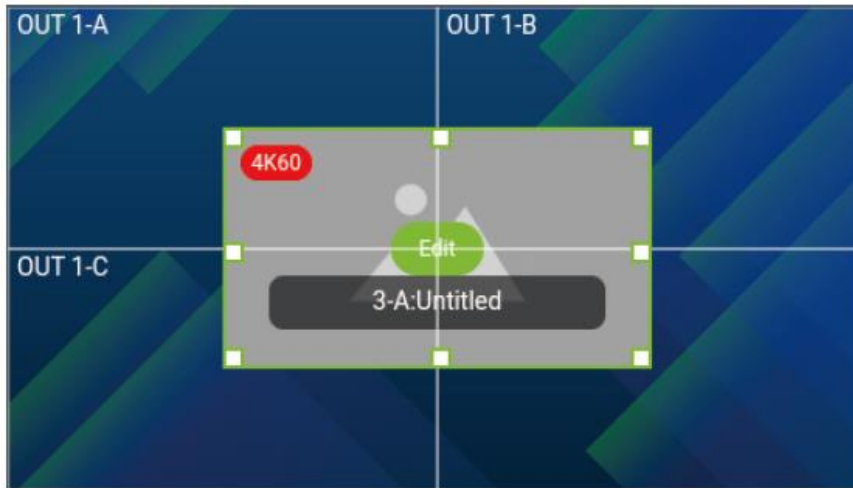 OUT 1-A
OUT 1-B
4K60
Edit
OUT 1-C
3-A:Untitled